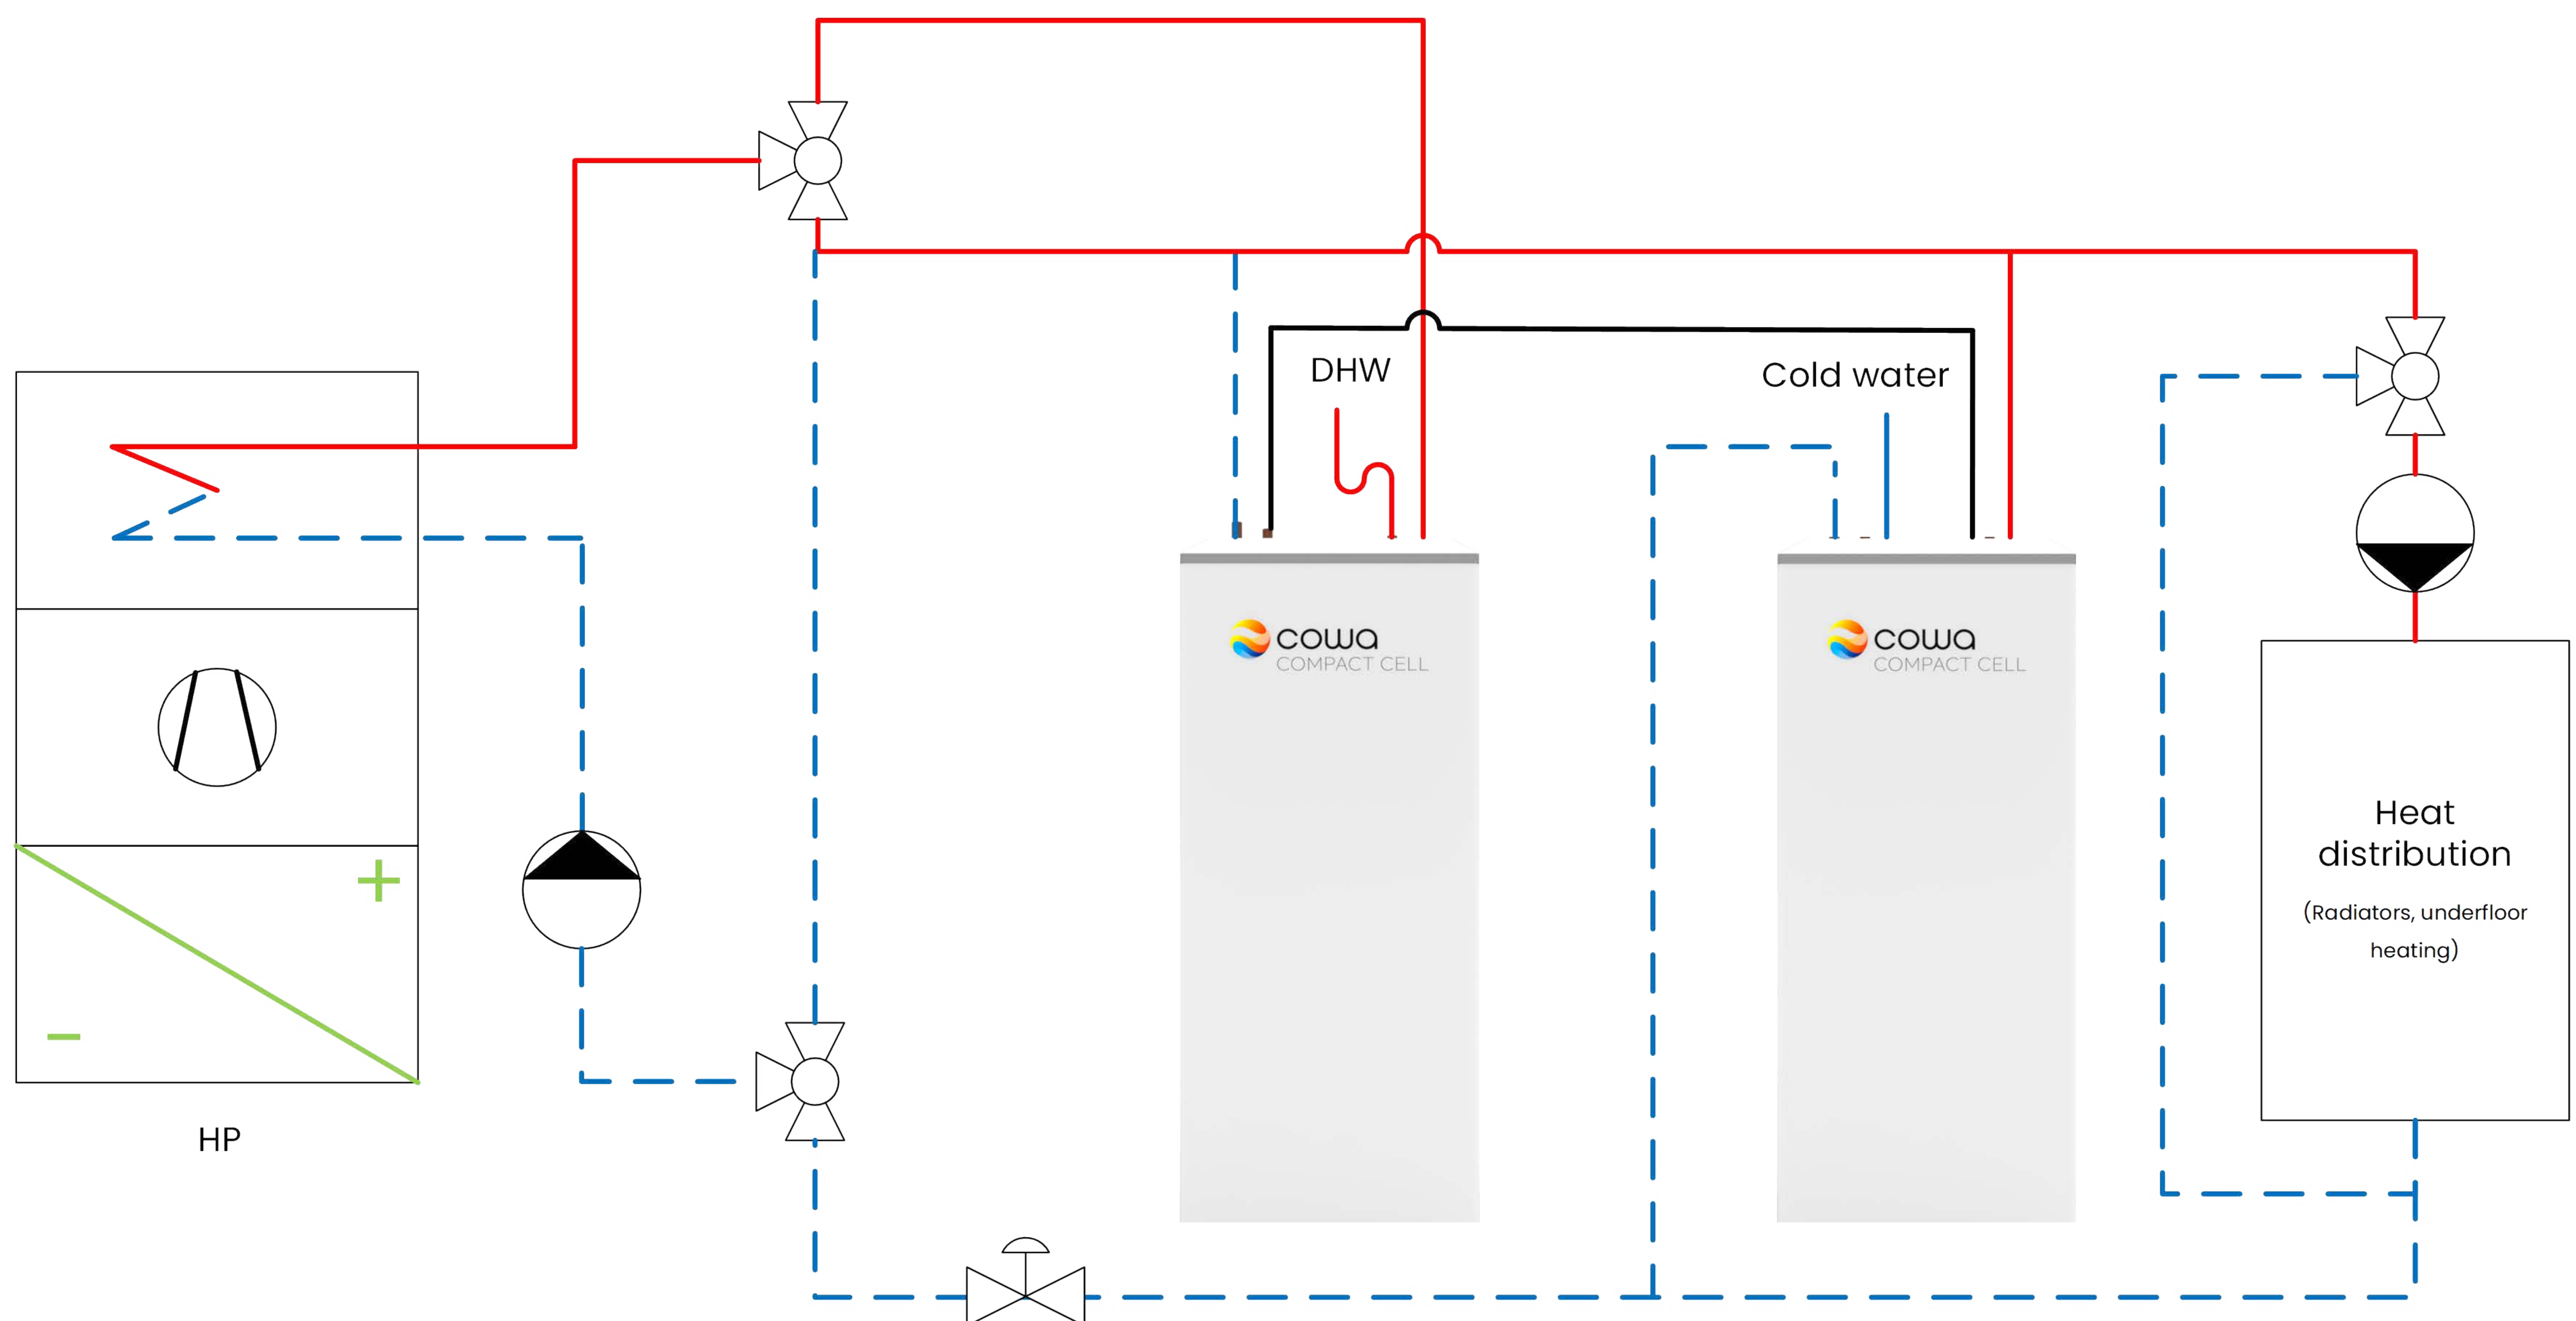 DHW
Cold water
cowa
COMPACT CELL
cowa
COMPACT CELL
Heat
distribution
(Radiators, underfloor
heating)
+
−
HP